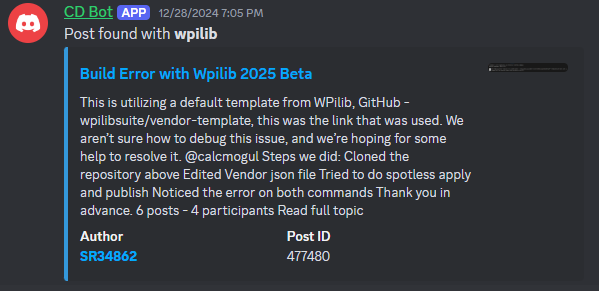 CD Bot APP 12/28/2024 7:05 PM
Post found with wpilib
Build Error with Wpilib 2025 Beta
This is utilizing a default template from WPilib, GitHub -
wpilibsuite/vendor-template, this was the link that was used. We
aren't sure how to debug this issue, and we're hoping for some
help to resolve it. @calcmogul Steps we did: Cloned the
repository above Edited Vendor json file Tried to do spotless apply
and publish Noticed the error on both commands Thank you in
advance. 6 posts - 4 participants Read full topic
Author Post ID
SR34862 477480